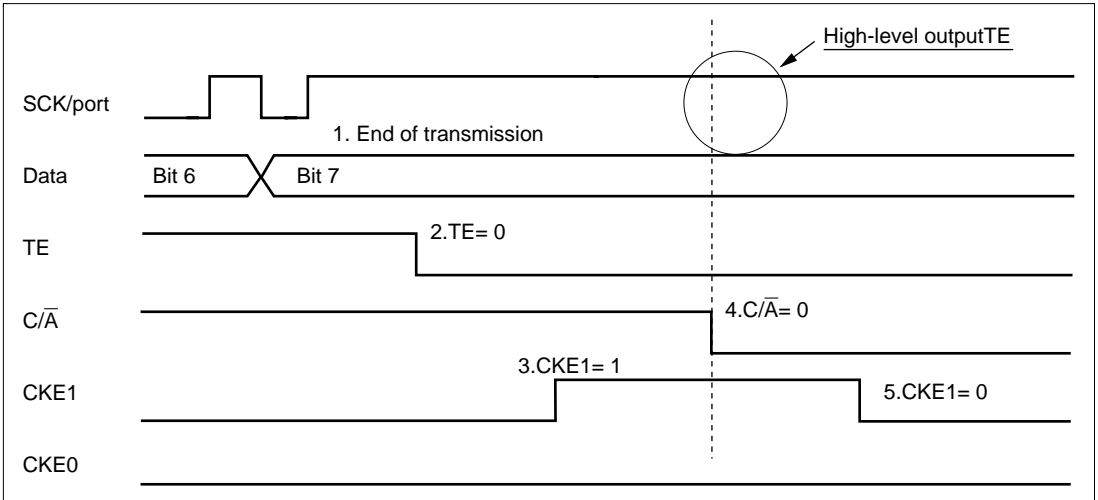 High-level outputTE
SCK/port
1. End of transmission
Data
Bit 6
Bit 7
TE
2.TE= 0
C/A̅
4.C/A̅= 0
3.CKE1= 1
CKE1
5.CKE1= 0
CKE0